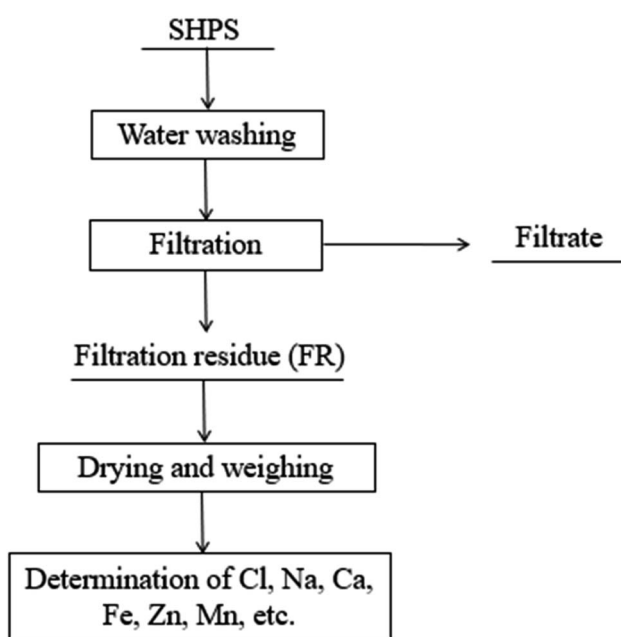 SHPS
Water washing
Filtration
Filtrate
Filtration residue (FR)
Drying and weighing
Determination of Cl, Na, Ca,
Fe, Zn, Mn, etc.